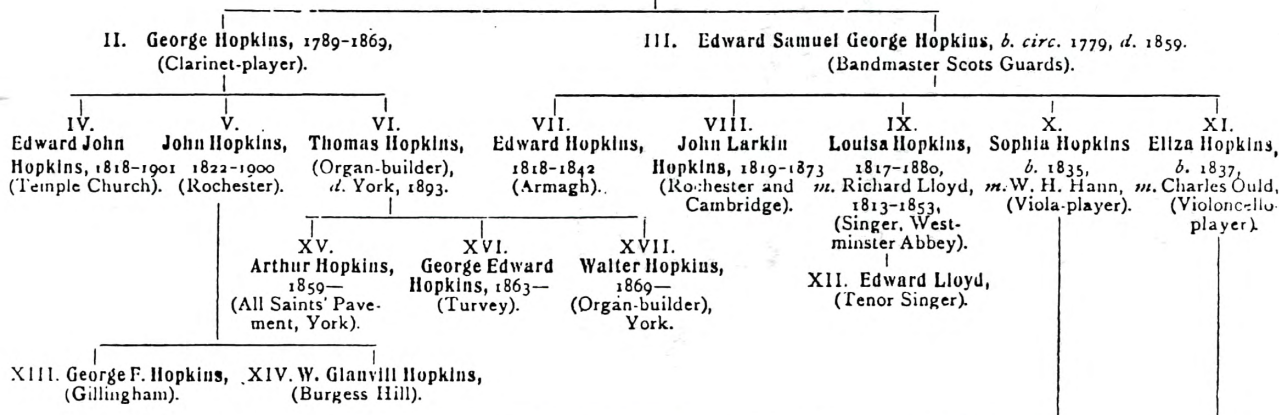 II. George Hopkins, 1789-1869,
(Clarinet-player).
III. Edward Samuel George Hopkins, b. circ. 1779, d. 1859.
(Bandmaster Scots Guards).
IV.
Edward John
Hopkins, 1818-1901
(Temple Church).
V.
John Hopkins,
1822-1900
(Rochester).
VI.
Thomas Hopkins,
(Organ-builder),
d. York, 1893.
VII.
Edward Hopkins,
1818-1842
(Armagh).
VIII.
John Larkin
Hopkins, 1819-1873
(Rochester and
Cambridge).
IX.
Louisa Hopkins,
1817-1880,
m. Richard Lloyd,
1813-1853,
(Singer, West-
minster Abbey).
X.
Sophia Hopkins
b. 1835,
m. W. H. Hann,
(Viola-player).
XI.
Eliza Hopkins,
b. 1837,
m. Charles Ould,
(Violoncello-
player).
XV.
Arthur Hopkins,
1859—
(All Saints' Pave-
ment, York).
XVI.
George Edward
Hopkins, 1863—
(Turvey).
XVII.
Walter Hopkins,
1869—
(Organ-builder),
York.
XII. Edward Lloyd,
(Tenor Singer).
XIII. George F. Hopkins,
(Gillingham).
XIV. W. Glanvill Hopkins,
(Burgess Hill).